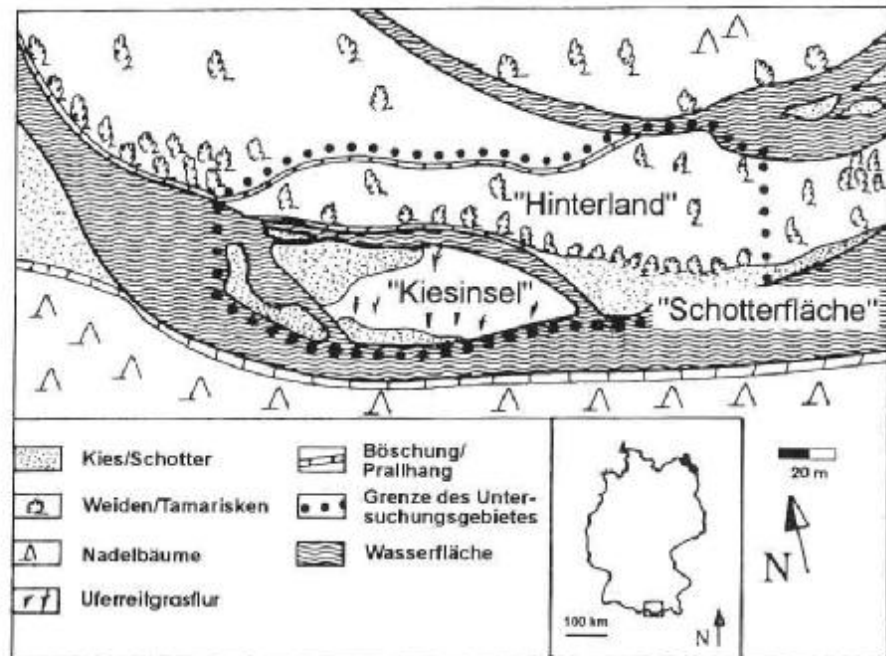 "Hinterland"
"Kiesinsel"
"Schotterfläche"
Kies/Schotter
Weiden/Tamarisken
Nadelbäume
Uferreitgrasflur
Böschung/
Prallhang
Grenze des Unter-
suchungsgebietes
Wasserfläche
100 km
N
20 m
N